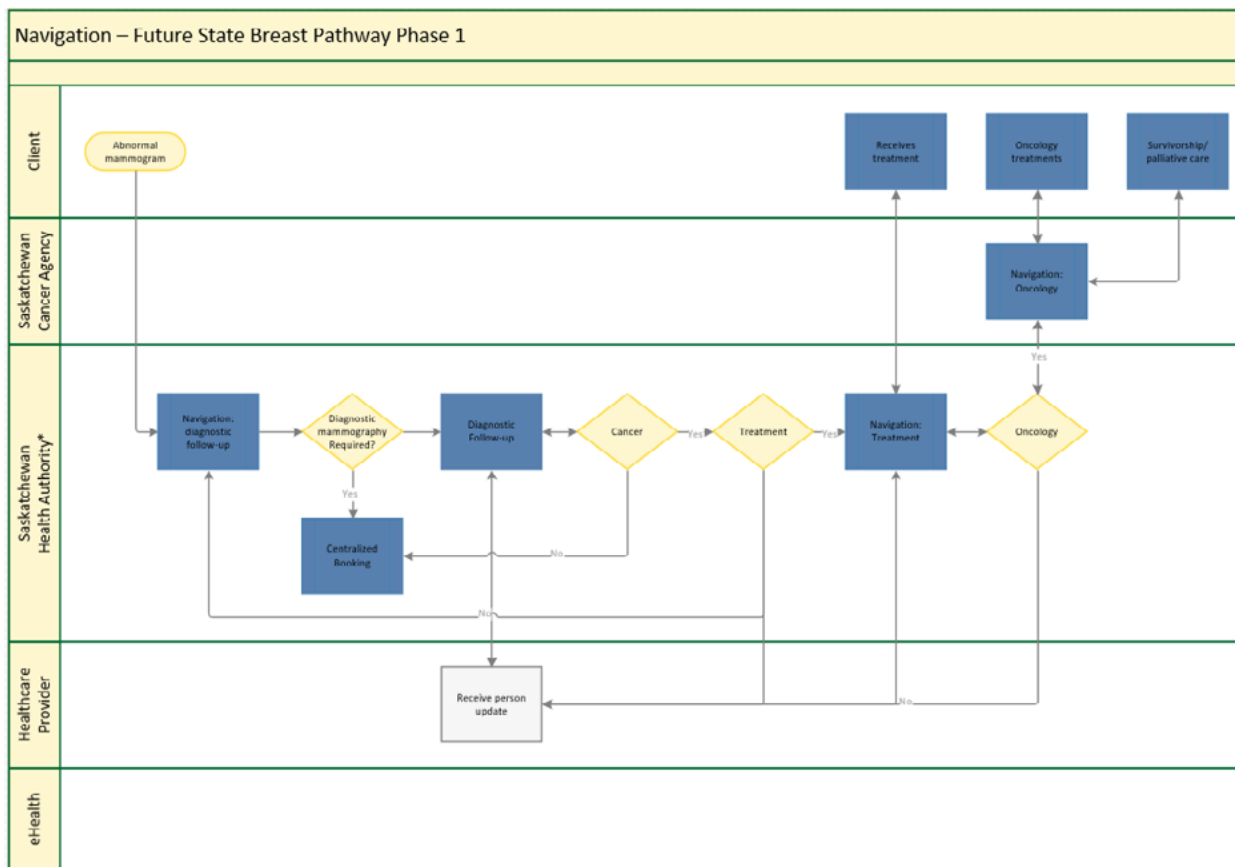 Navigation – Future State Breast Pathway Phase 1
Client
Abnormal
mammogram
Receives
treatment
Oncology
treatments
Survivorship/
palliative care
Saskatchewan
Cancer Agency
Navigation:
Oncology
Yes
Saskatchewan
Health Authority*
Navigation:
diagnostic
follow-up
Diagnostic
mammography
Required?
Diagnostic
Follow-up
Cancer
Yes
Treatment
Yes
Navigation:
Treatment
Oncology
Yes
Centralized
Booking
No
No
Healthcare
Provider
Receive person
update
No
eHealth